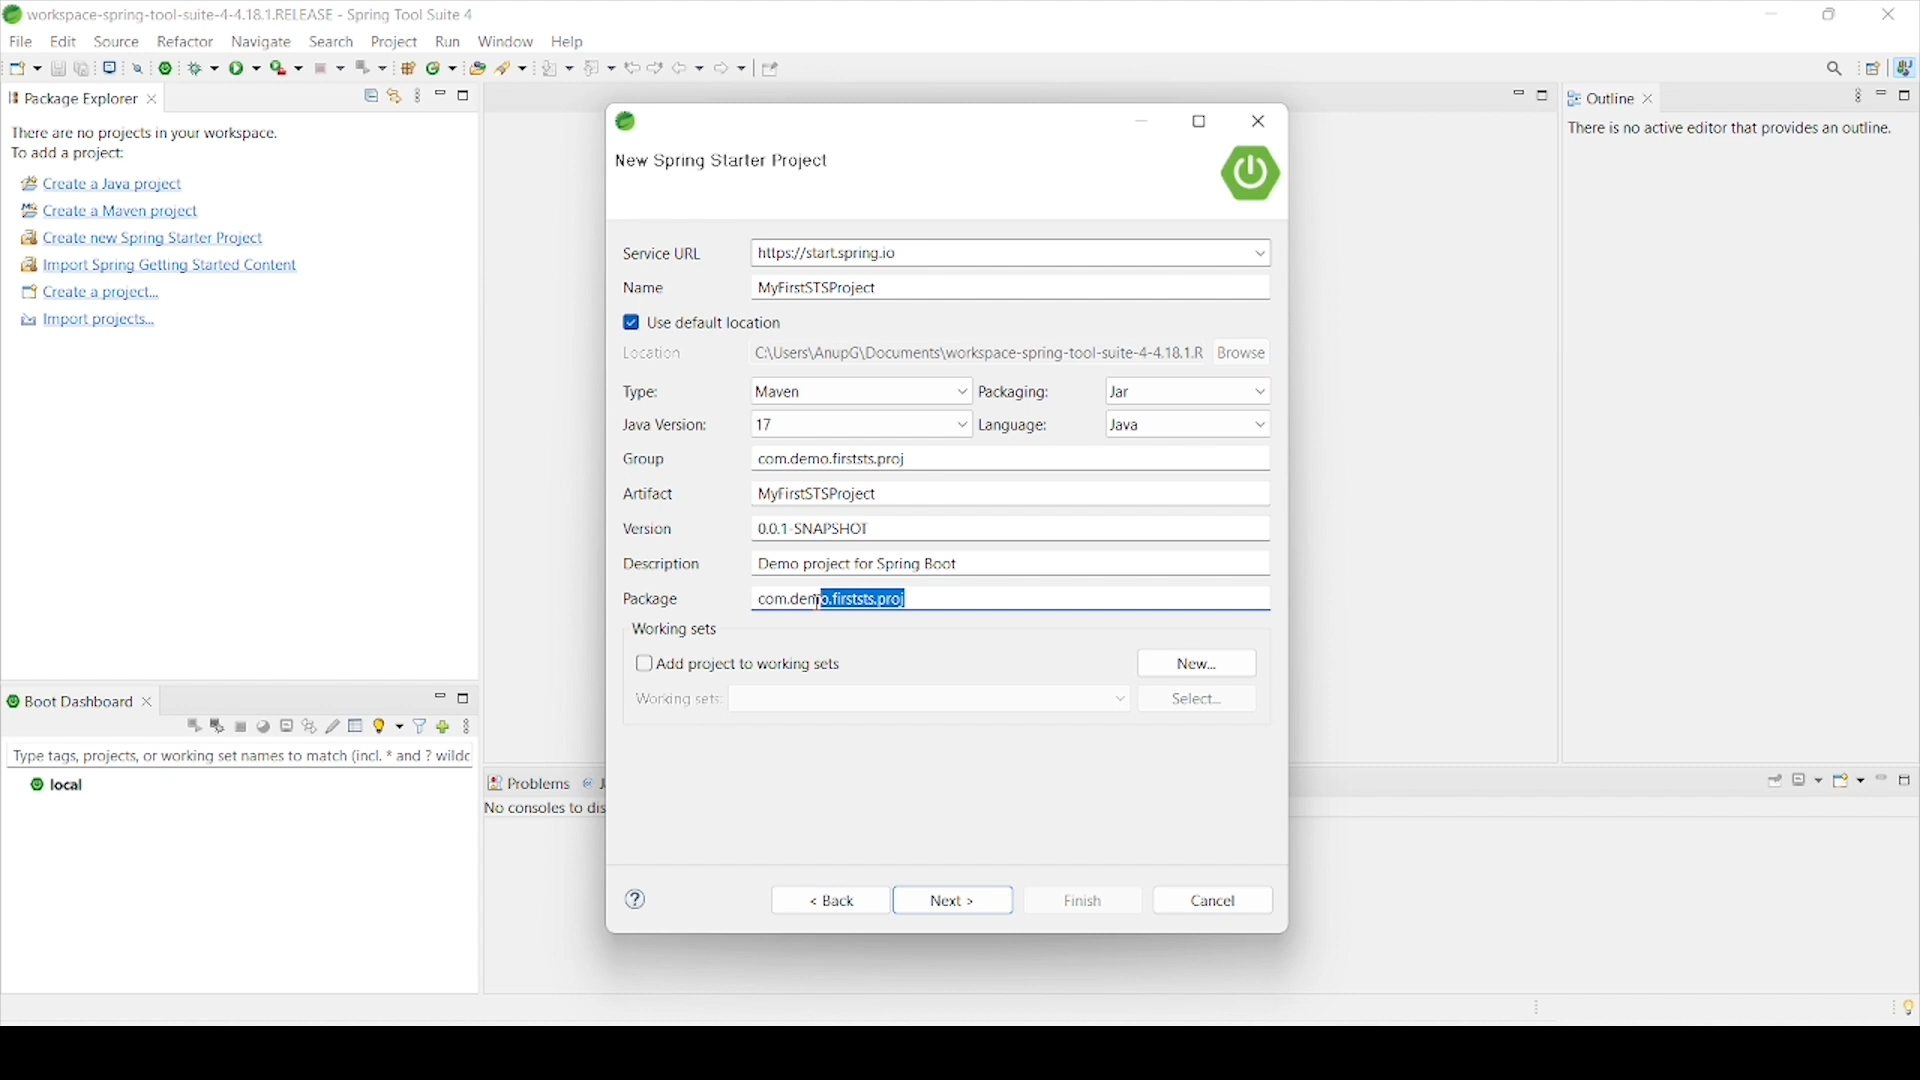 workspace-spring-tool-suite-4-4.18.1.RELEASE - Spring Tool Suite 4
File Edit Source Refactor Navigate Search Project Run Window Help
Package Explorer
There are no projects in your workspace.
To add a project:
Create a Java project
Create a Maven project
Create new Spring Starter Project
Import Spring Getting Started Content
Create a project...
Import projects...
Outline
There is no active editor that provides an outline.
New Spring Starter Project
Service URL https://start.spring.io
Name MyFirstSTSProject
Use default location
Location C:\Users\AnupG\Documents\workspace-spring-tool-suite-4-4.18.1.R Browse
Type: Maven Packaging: Jar
Java Version: 17 Language: Java
Group com.demo.firststs.proj
Artifact MyFirstSTSProject
Version 0.0.1-SNAPSHOT
Description Demo project for Spring Boot
Package com.demo.firststs.proj
Working sets
Add project to working sets New...
Working sets: Select...
< Back Next > Finish Cancel
Boot Dashboard
Type tags, projects, or working set names to match (incl. * and ? wildc
local
Problems
No consoles to dis